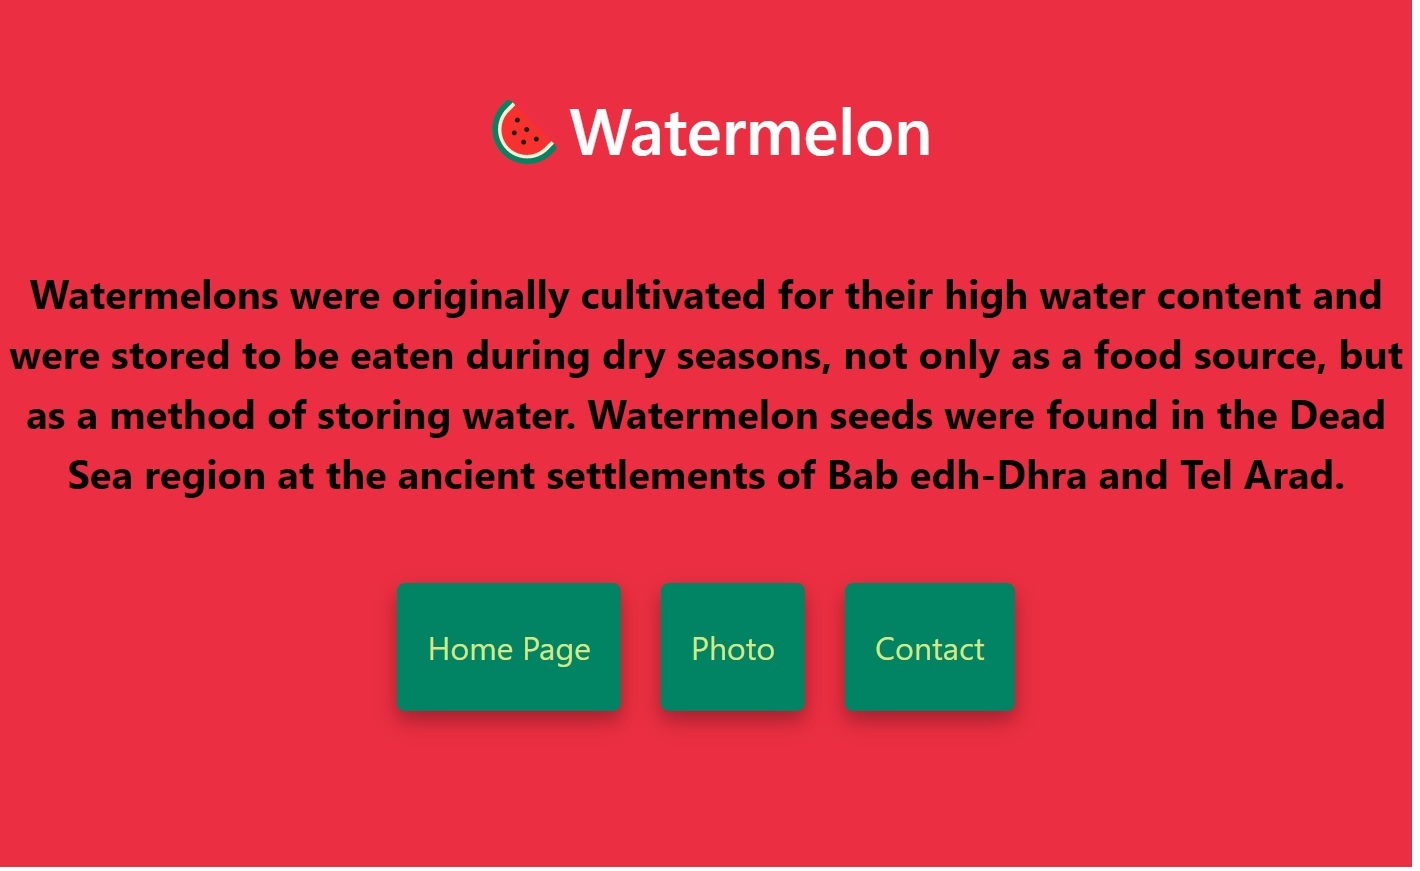 Watermelon
Watermelons were originally cultivated for their high water content and
were stored to be eaten during dry seasons, not only as a food source, but
as a method of storing water. Watermelon seeds were found in the Dead
Sea region at the ancient settlements of Bab edh-Dhra and Tel Arad.
Home Page
Photo
Contact